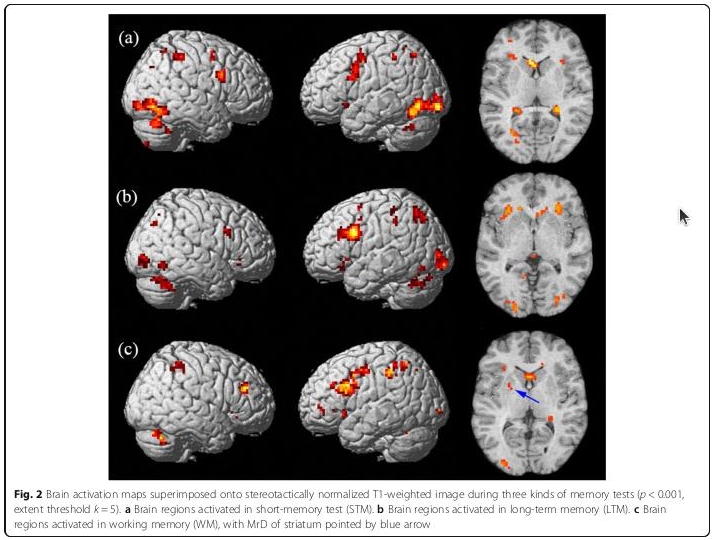 (a)
(b)
(c)
Fig. 2 Brain activation maps superimposed onto stereotactically normalized T1-weighted image during three kinds of memory tests (p < 0.001,
extent threshold k = 5). a Brain regions activated in short-memory test (STM). b Brain regions activated in long-term memory (LTM). c Brain
regions activated in working memory (WM), with MrD of striatum pointed by blue arrow